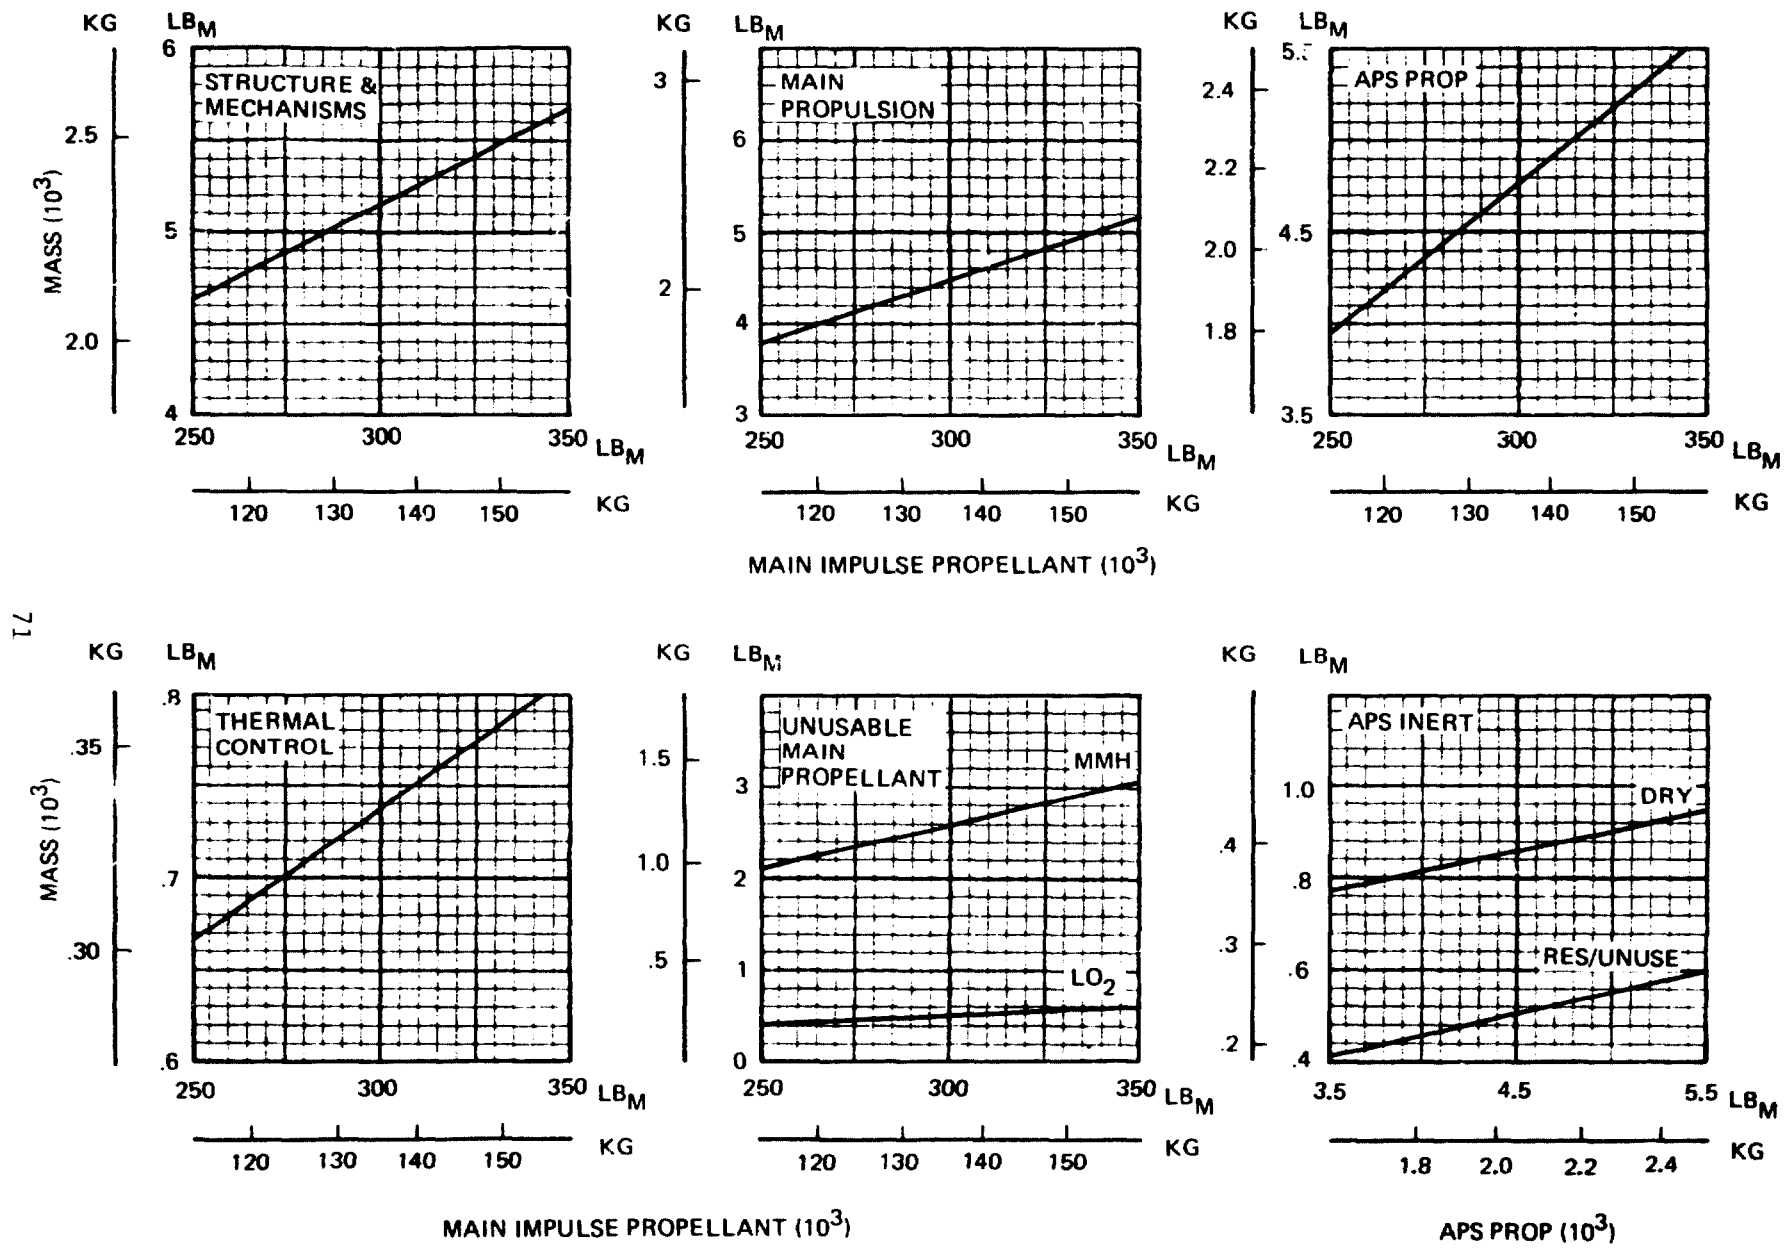 KG LBM KG LBM KG LBM
6 STRUCTURE & MECHANISMS 2.5 5 2.0 4
3 MAIN PROPULSION 6 5 2 4 3
5.5 APS PROP 2.4 2.2 4.5 2.0 1.8 3.5
MASS (10³)
250 300 350 LBM 250 300 350 LBM 250 300 350 LBM
120 130 140 150 KG 120 130 140 150 KG 120 130 140 150 KG
MAIN IMPULSE PROPELLANT (10³)
71
KG LBM KG LBM KG LBM
.8 THERMAL CONTROL .35 .7 .30 .6
UNUSABLE MAIN PROPELLANT 1.5 MMH 3 1.0 2 .5 1 LO2 0
APS INERT 1.0 DRY .4 .8 .3 RES/UNUSE .6 .2 .4
MASS (10³)
250 300 350 LBM 250 300 350 LBM 3.5 4.5 5.5 LBM
120 130 140 150 KG 120 130 140 150 KG 1.8 2.0 2.2 2.4 KG
MAIN IMPULSE PROPELLANT (10³) APS PROP (10³)